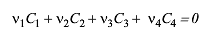 ν₁C₁ + ν₂C₂ + ν₃C₃ + ν₄C₄ = 0